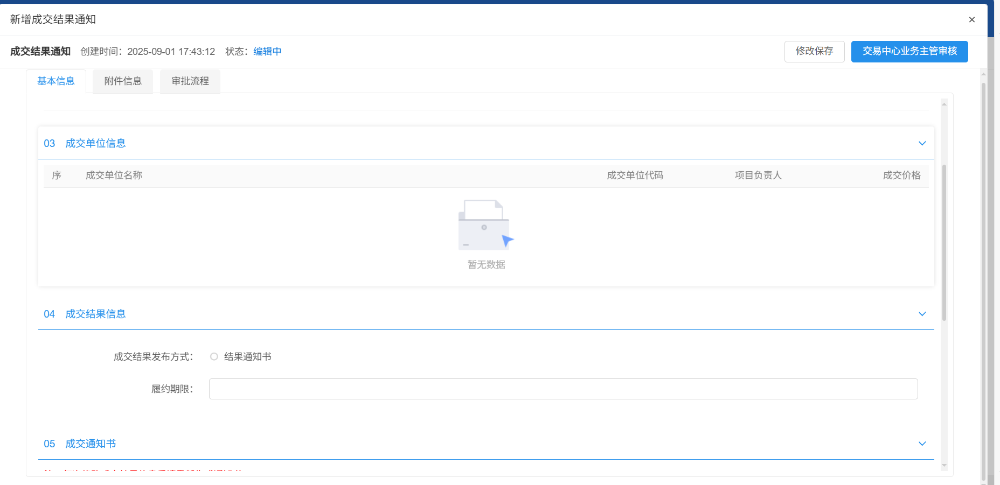 新增成交结果通知
成交结果通知 创建时间：2025-09-01 17:43:12 状态：编辑中 修改保存 交易中心业务主管审核
基本信息 附件信息 审批流程
03 成交单位信息
序 成交单位名称 成交单位代码 项目负责人 成交价格
暂无数据
04 成交结果信息
成交结果发布方式： 结果通知书
履约期限：
05 成交通知书